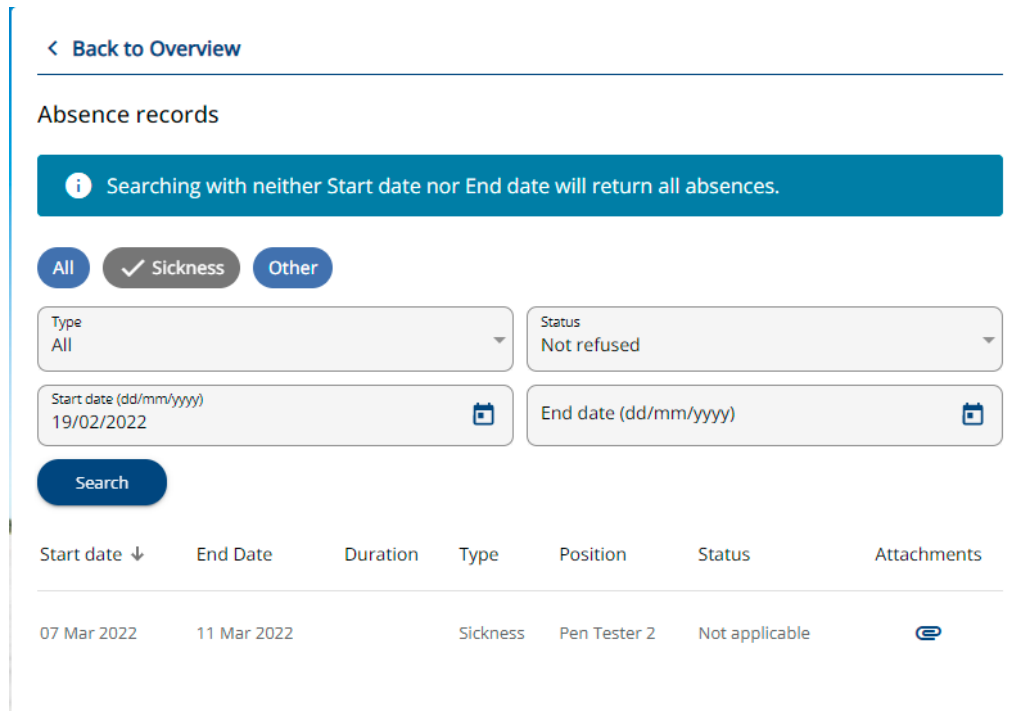 Back to Overview
Absence records
Searching with neither Start date nor End date will return all absences.
All Sickness Other
Type
All
Status
Not refused
Start date (dd/mm/yyyy)
19/02/2022
End date (dd/mm/yyyy)
Search
Start date End Date Duration Type Position Status Attachments
07 Mar 2022 11 Mar 2022 Sickness Pen Tester 2 Not applicable